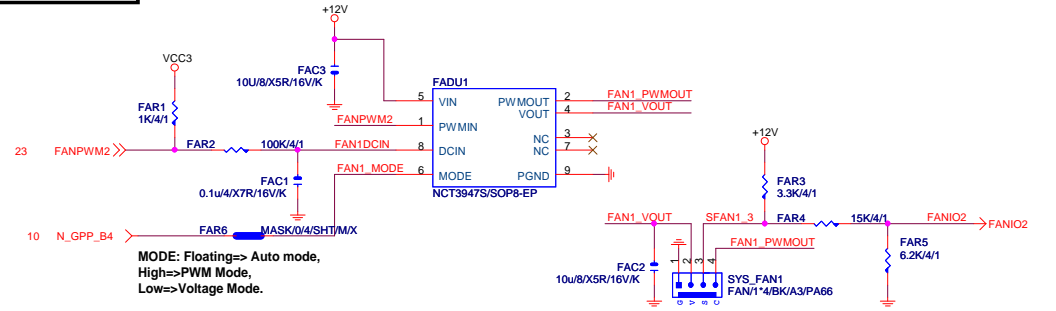 +12V
VCC3
FAC3
10U/8/X5R/16V/K
FADU1
FAR1
1K/4/1
5
VIN
PWMOUT
2
FAN1_PWMOUT
VOUT
4
FAN1_VOUT
FANPWM2
1
PWMIN
NC
3
23
FANPWM2
FAR2
100K/4/1
FAN1DCIN
8
DCIN
NC
7
+12V
FAC1
0.1u/4/X7R/16V/K
FAN1_MODE
6
MODE
PGND
9
NCT3947S/SOP8-EP
FAR3
3.3K/4/1
FAN1_VOUT
SFAN1_3
FAR4
15K/4/1
FANIO2
FANIO2
10
N_GPP_B4
FAR6
MASK/0/4/SHT/M/X
FAN1_PWMOUT
FAR5
6.2K/4/1
MODE: Floating=> Auto mode,
High=>PWM Mode,
Low=>Voltage Mode.
FAC2
10u/8/X5R/16V/K
1
2
3
4
G
V
S
C
SYS_FAN1
FAN/1*4/BK/A3/PA66